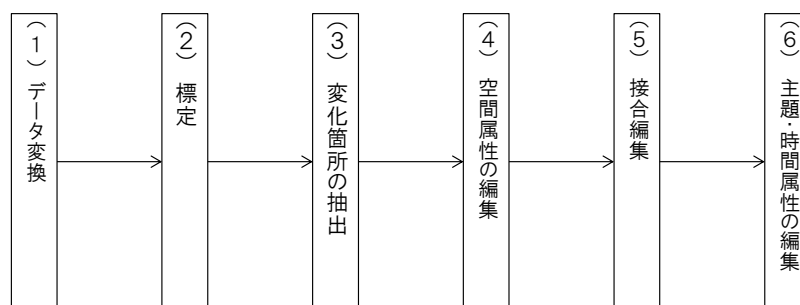 (1)データ変換
(2)標定
(3)変化箇所の抽出
(4)空間属性の編集
(5)接合編集
(6)主題・時間属性の編集